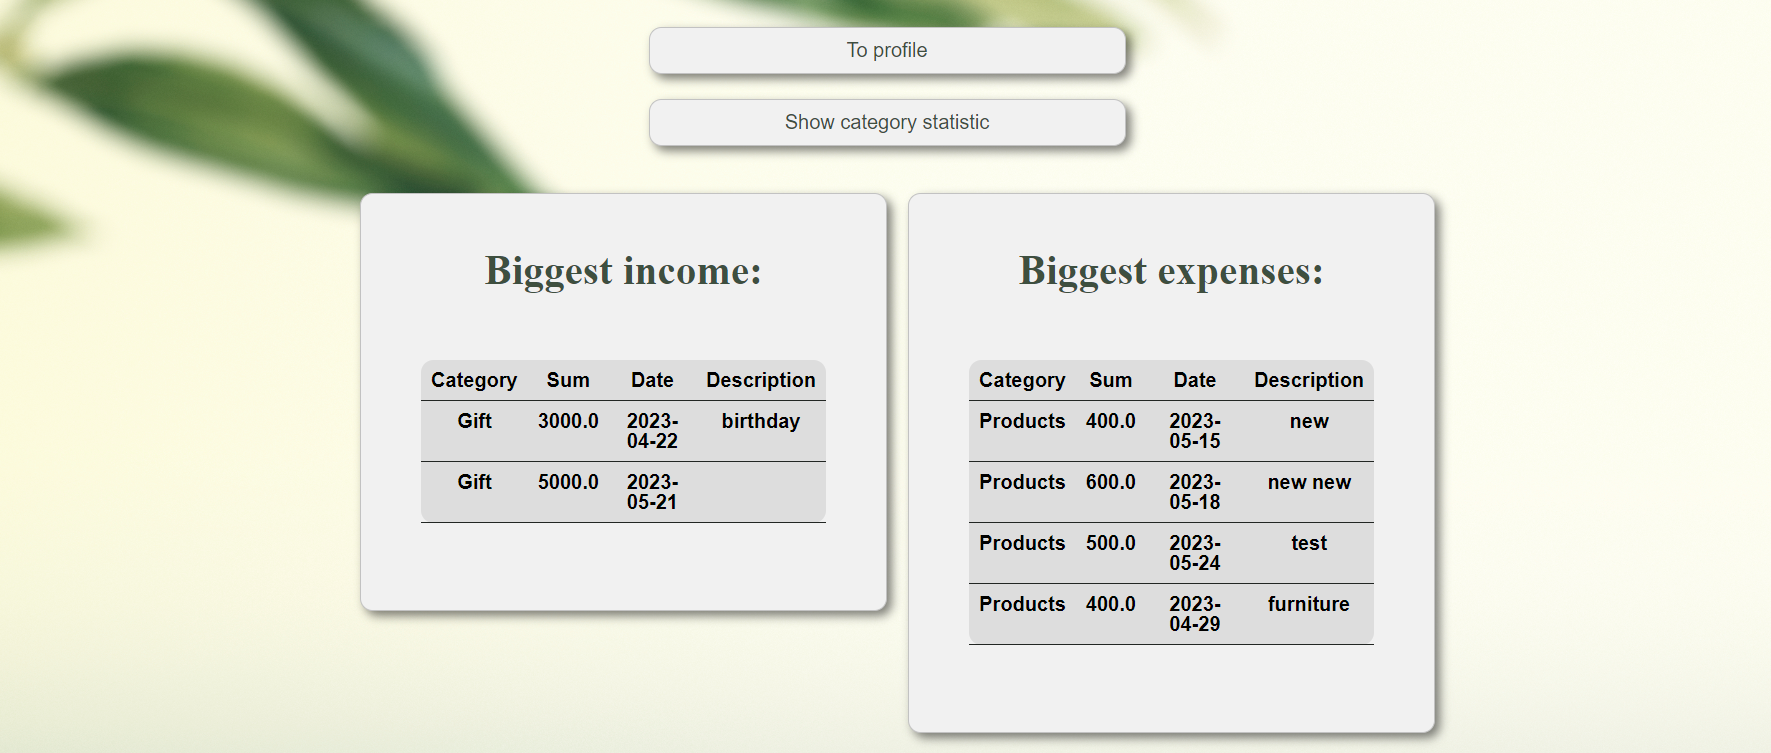 To profile
Show category statistic
Biggest income:
Category Sum Date Description
Gift 3000.0 2023- birthday
04-22
Gift 5000.0 2023-
05-21
Biggest expenses:
Category Sum Date Description
Products 400.0 2023- new
05-15
Products 600.0 2023- new new
05-18
Products 500.0 2023- test
05-24
Products 400.0 2023- furniture
04-29